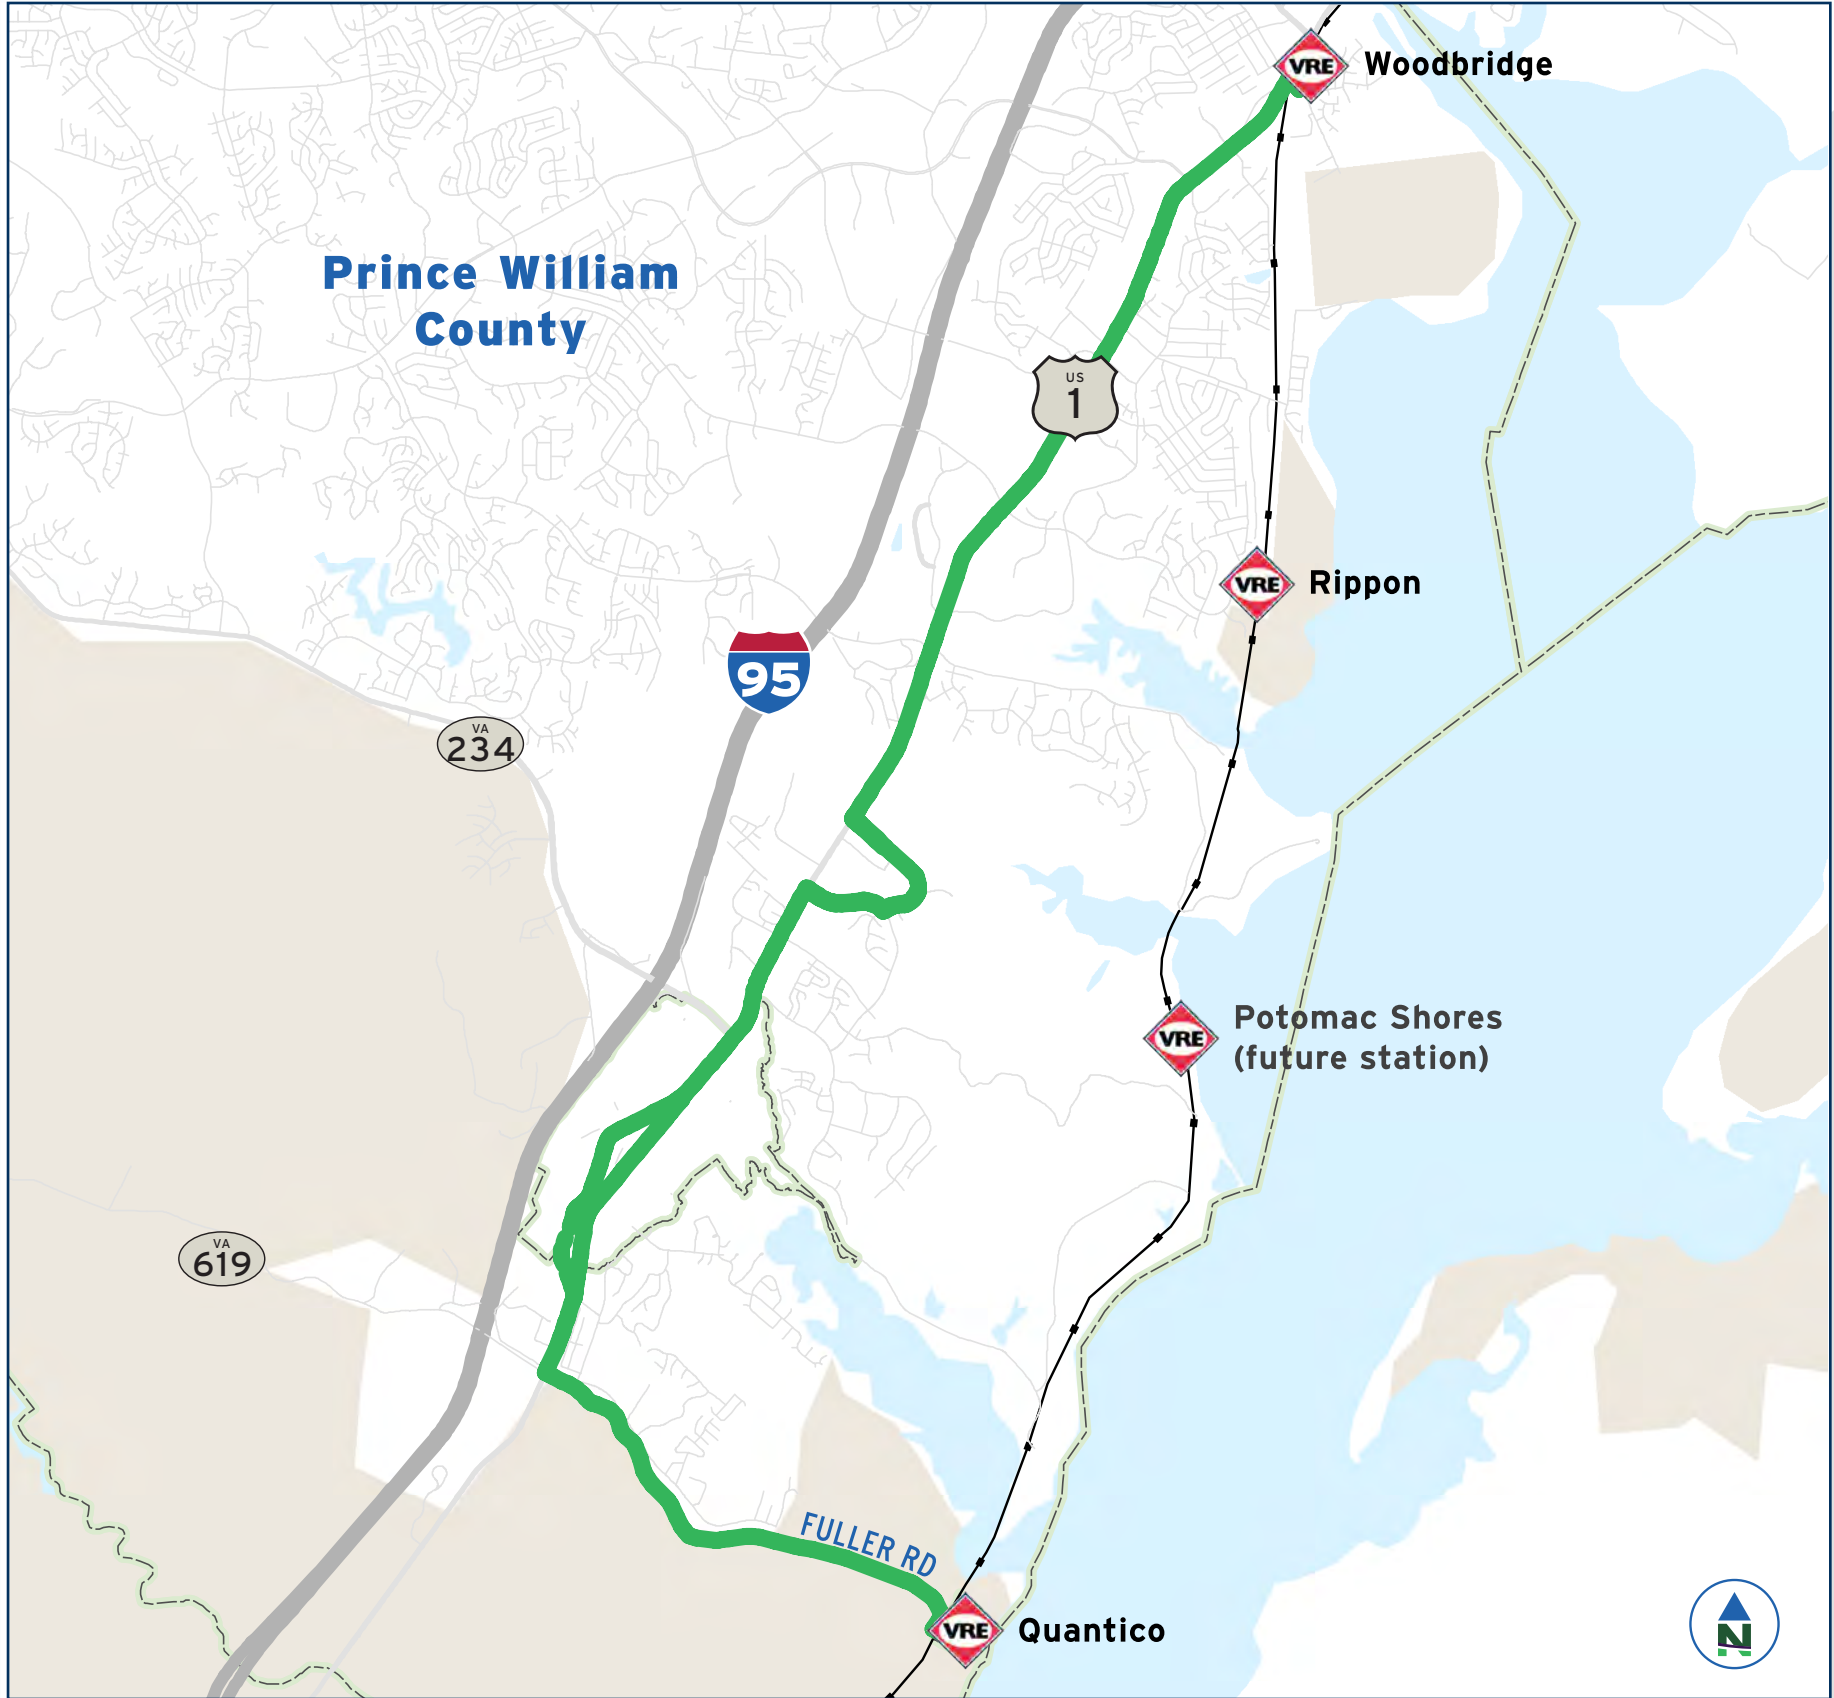 VRE
Woodbridge
Prince William
County
US
1
VRE
Rippon
95
VA
234
VRE
Potomac Shores
(future station)
VA
619
FULLER RD
VRE
Quantico
N